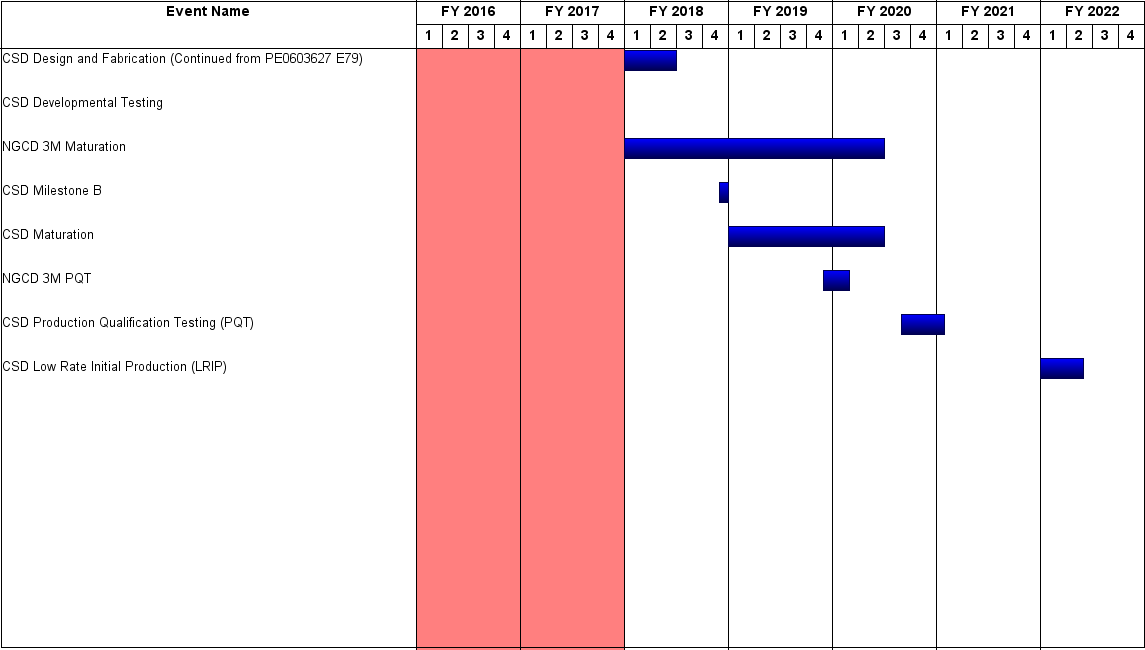 Event Name FY 2016 FY 2017 FY 2018 FY 2019 FY 2020 FY 2021 FY 2022
1 2 3 4 1 2 3 4 1 2 3 4 1 2 3 4 1 2 3 4 1 2 3 4 1 2 3 4
CSD Design and Fabrication (Continued from PE0603627 E79)
CSD Developmental Testing
NGCD 3M Maturation
CSD Milestone B
CSD Maturation
NGCD 3M PQT
CSD Production Qualification Testing (PQT)
CSD Low Rate Initial Production (LRIP)